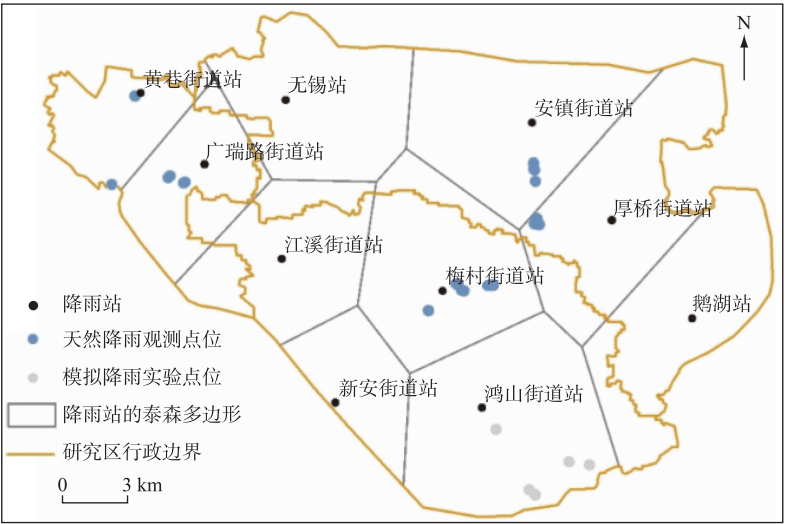 N
黄巷街道站
无锡站
安镇街道站
广瑞路街道站
厚桥街道站
江溪街道站
梅村街道站
鹅湖站
新安街道站
鸿山街道站
降雨站
天然降雨观测点位
模拟降雨实验点位
降雨站的泰森多边形
研究区行政边界
0 3 km